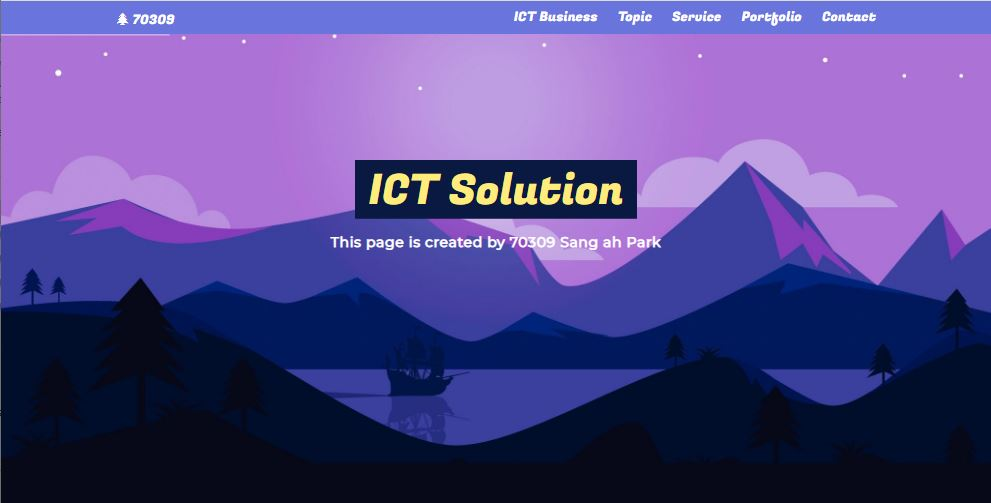 70309
ICT Business Topic Service Portfolio Contact
ICT Solution
This page is created by 70309 Sang ah Park